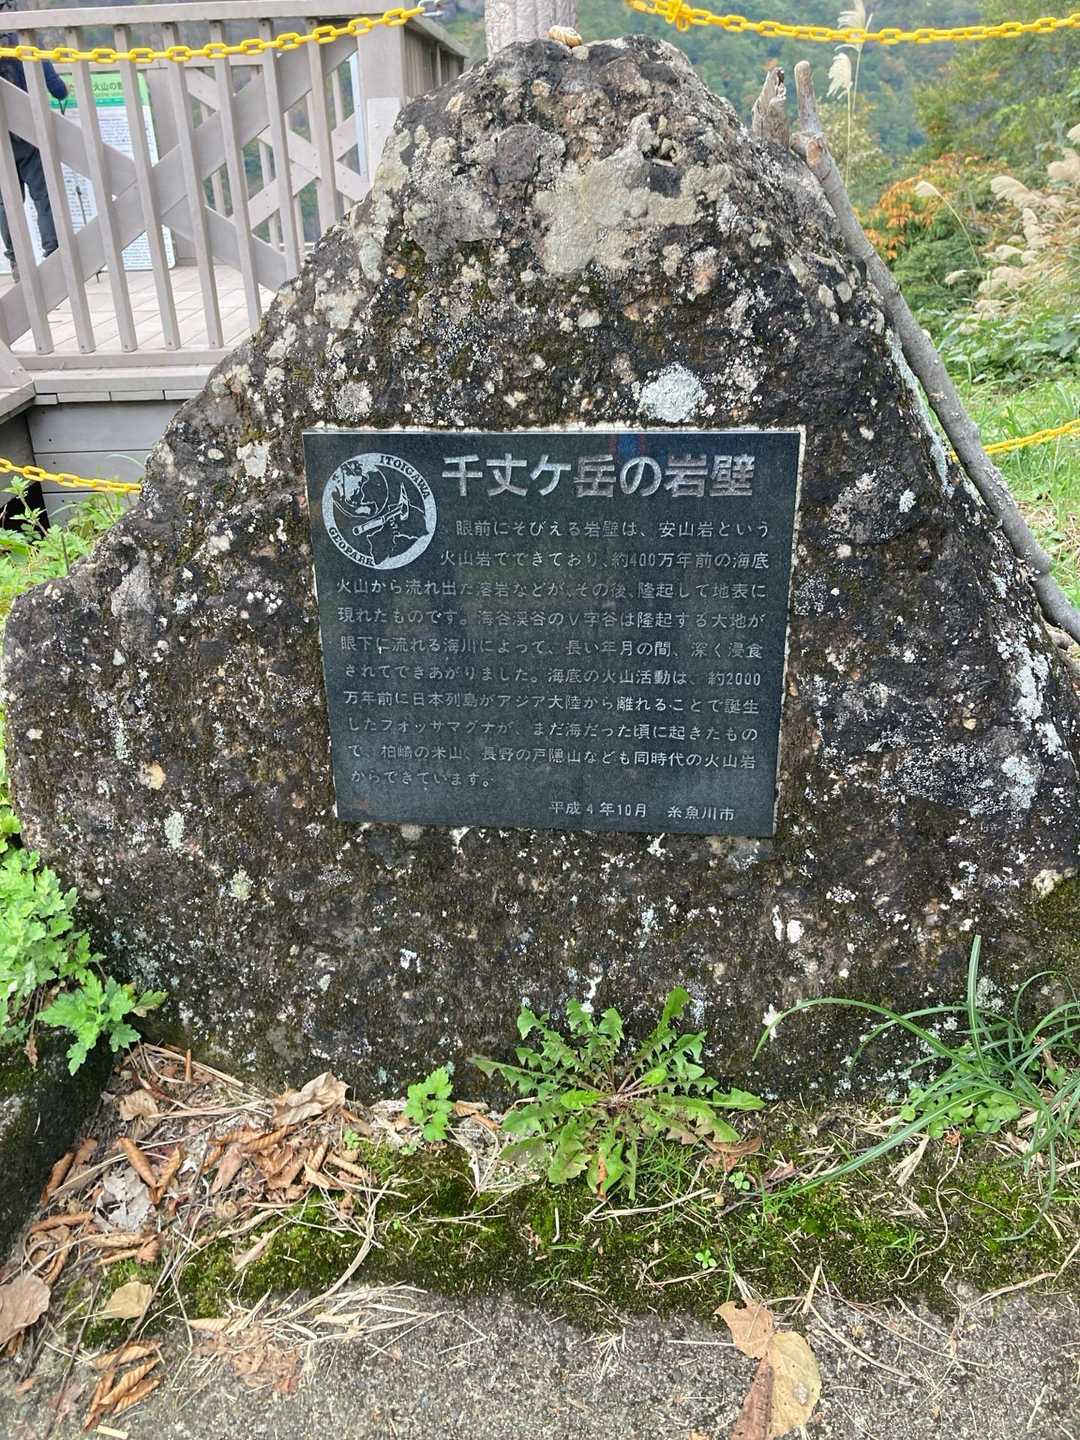 火山の
ITOIGAWA
GEOPARK
千丈ケ岳の岩壁
眼前にそびえる岩壁は、安山岩という
火山岩でできており、約400万年前の海底
火山から流れ出た溶岩などが、その後、隆起して地表に
現れたものです。海谷渓谷のV字谷は隆起する大地が
眼下に流れる海川によって、長い年月の間、深く浸食
されてできあがりました。海底の火山活動は、約2000
万年前に日本列島がアジア大陸から離れることで誕生
したフォッサマグナが、まだ海だった頃に起きたもの
で、柏崎の米山、長野の戸隠山なども同時代の火山岩
からできています。
平成4年10月 糸魚川市